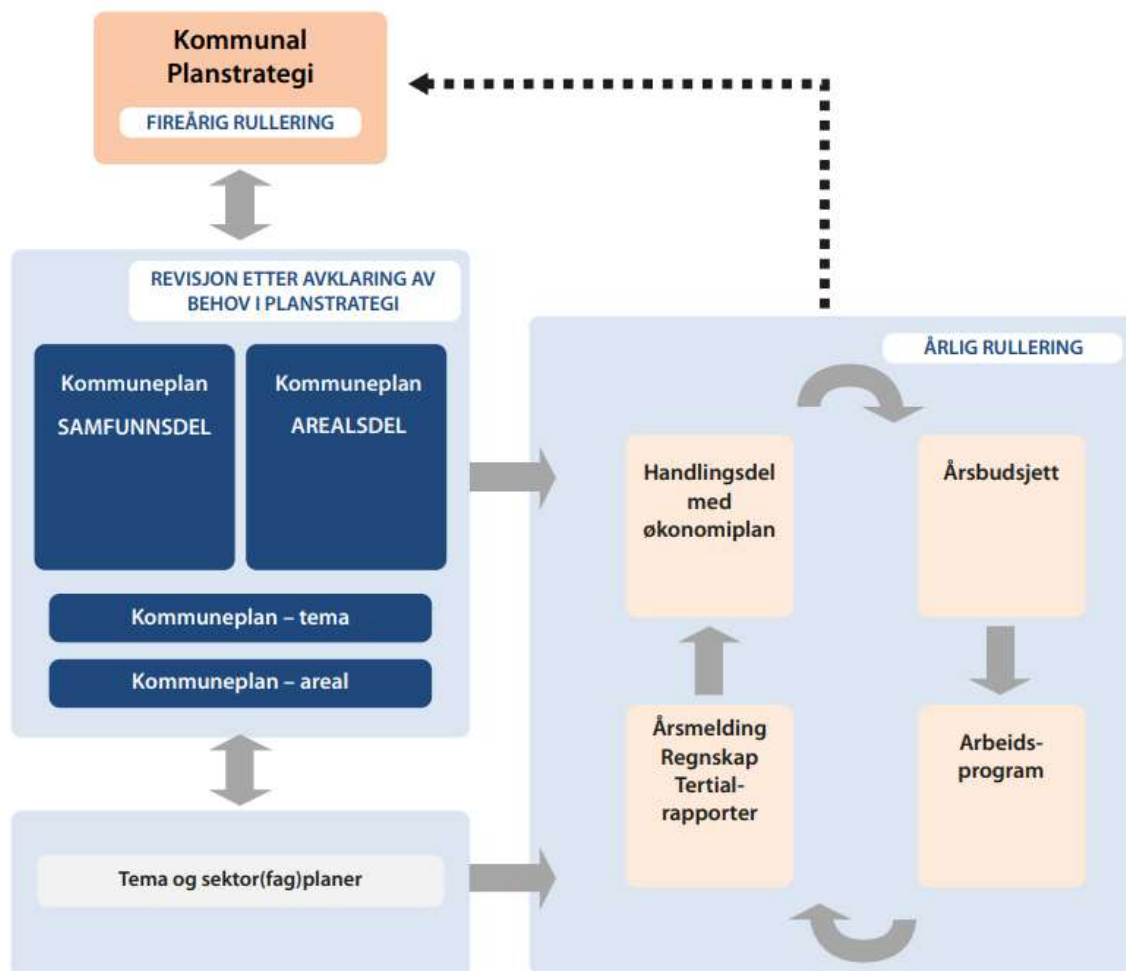 Kommunal
Planstrategi
FIREÅRIG RULLERING
REVISJON ETTER AVKLARING AV
BEHOV I PLANSTRATEGI
Kommuneplan
SAMFUNNSDEL
Kommuneplan
AREALSDEL
Kommuneplan – tema
Kommuneplan – areal
Tema og sektor(fag)planer
ÅRLIG RULLERING
Handlingsdel
med
økonomiplan
Årsbudsjett
Årsmelding
Regnskap
Tertial-
rapporter
Arbeids-
program